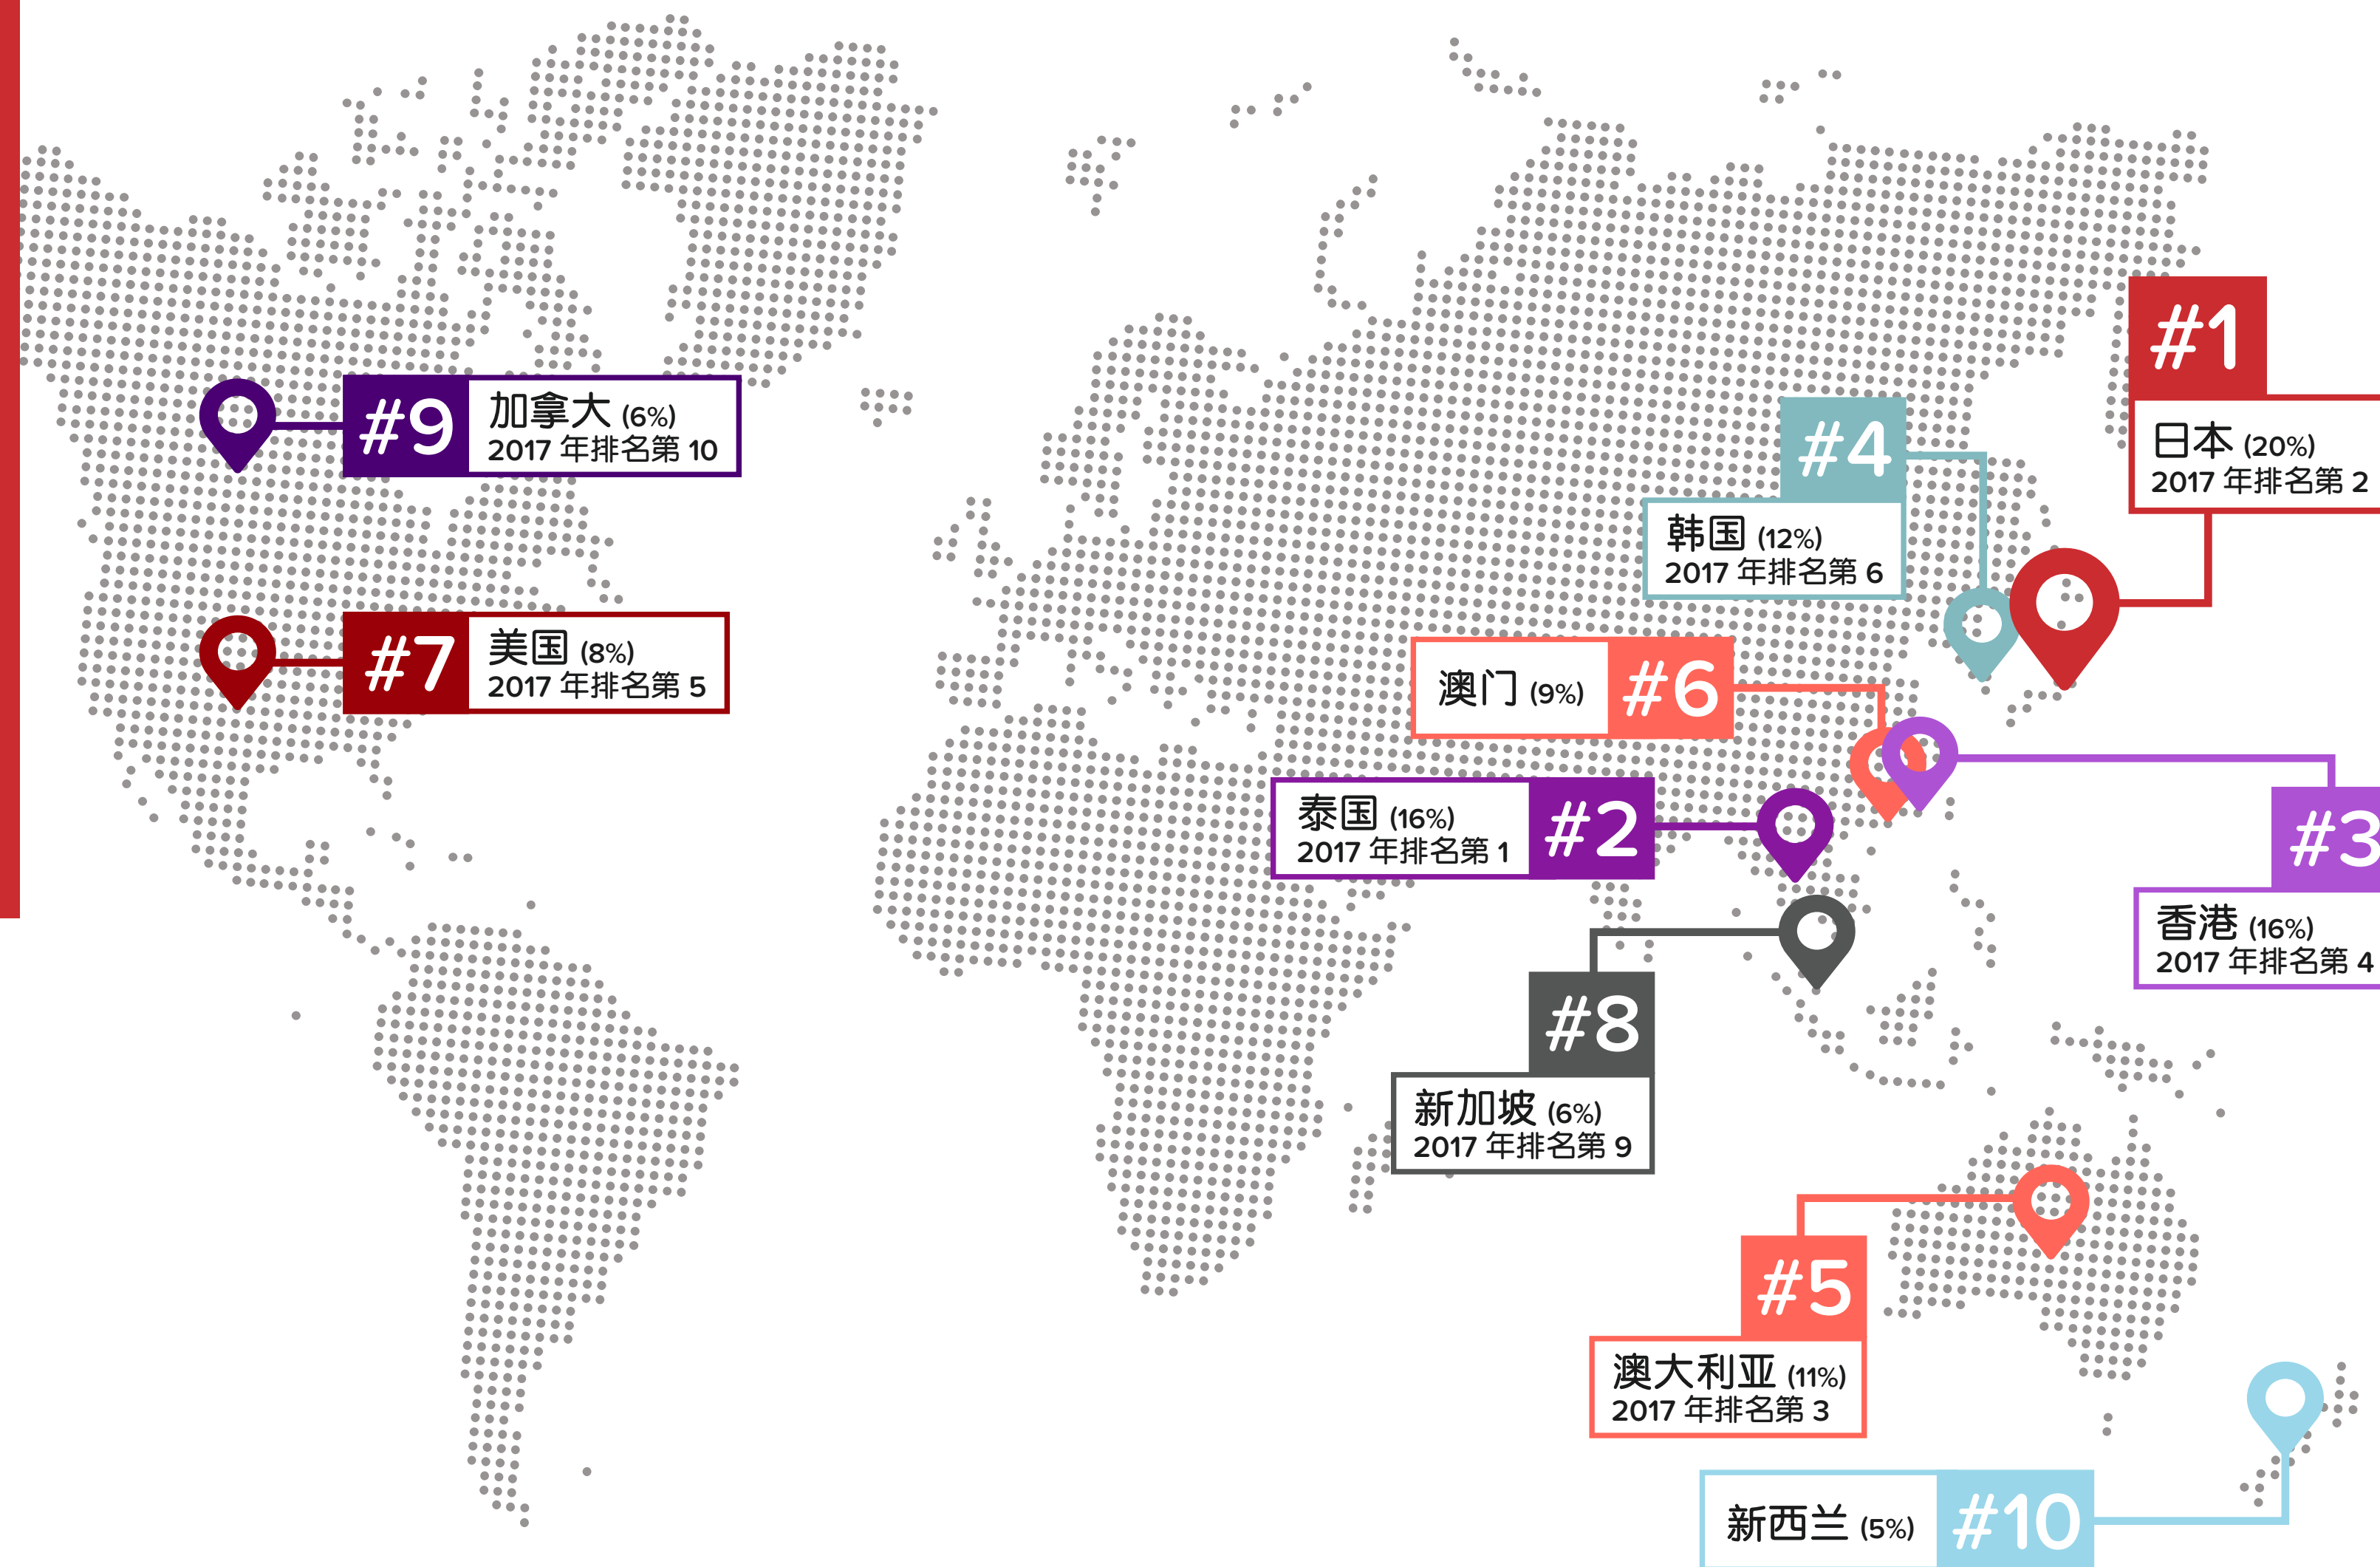 #1
日本 (20%)
2017 年排名第 2
#9
加拿大 (6%)
2017 年排名第 10
#4
韩国 (12%)
2017 年排名第 6
#7
美国 (8%)
2017 年排名第 5
澳门 (9%)
#6
泰国 (16%)
2017 年排名第 1
#2
#3
香港 (16%)
2017 年排名第 4
#8
新加坡 (6%)
2017 年排名第 9
#5
澳大利亚 (11%)
2017 年排名第 3
新西兰 (5%)
#10